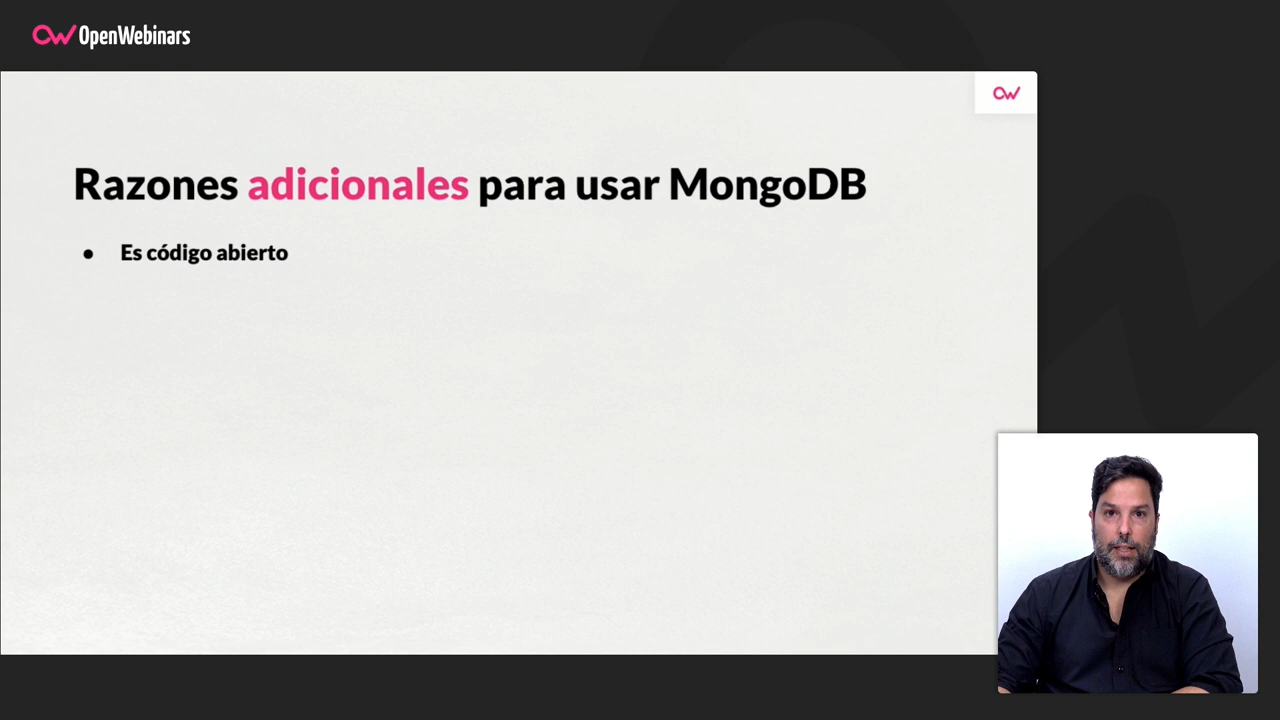 OpenWebinars
Razones adicionales para usar MongoDB
● Es código abierto